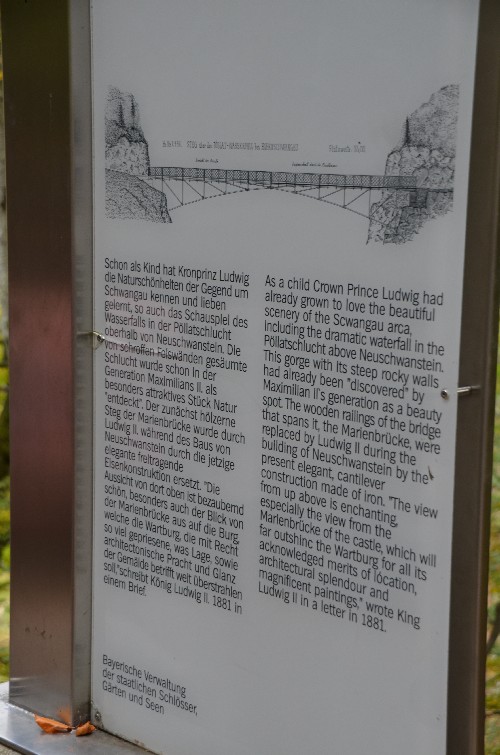 Schon als Kind hat Kronprinz Ludwig
die Naturschönheiten der Gegend um
Schwangau kennen und lieben
gelernt, so auch das Schauspiel des
Wasserfalls in der Pöllatschlucht
oberhalb von Neuschwanstein. Die
von schroffen Felswänden gesäumte
Schlucht wurde schon in der
Generation Maximilians II. als
besonders attraktives Stück Natur
"entdeckt". Der zunächst hölzerne
Steg der Marienbrücke wurde durch
Ludwig II. während des Baus von
Neuschwanstein durch die jetzige
elegante freitragende
Eisenkonstruktion ersetzt. "Die
Aussicht von dort oben ist bezaubernd
schön, besonders auch der Blick von
der Marienbrücke aus auf die Burg,
welche die Wartburg, die mit Recht
so viel gepriesene, was Lage, sowie
architectonische Pracht und Glanz
der Gemälde betrifft weit überstrahlen
soll,"schreibt König Ludwig II. 1881 in
einem Brief.
As a child Crown Prince Ludwig had
already grown to love the beautiful
scenery of the Scwangau arca,
including the dramatic waterfall in the
Pöllatschlucht above Neuschwanstein.
This gorge with its steep rocky walls
had already been "discovered" by
Maximilian II's generation as a beauty
spot. The wooden railings of the bridge
that spans it, the Marienbrücke, were
replaced by Ludwig II during the
building of Neuschwanstein by the
present elegant, cantilever
construction made of iron. "The view
from up above is enchanting,
especially the view from the
Marienbrücke of the castle, which will
far outshinc the Wartburg for all its
acknowledged merits of location,
architectural splendour and
magnificent paintings," wrote King
Ludwig II in a letter in 1881.
Bayerische Verwaltung
der staatlichen Schlösser,
Gärten und Seen